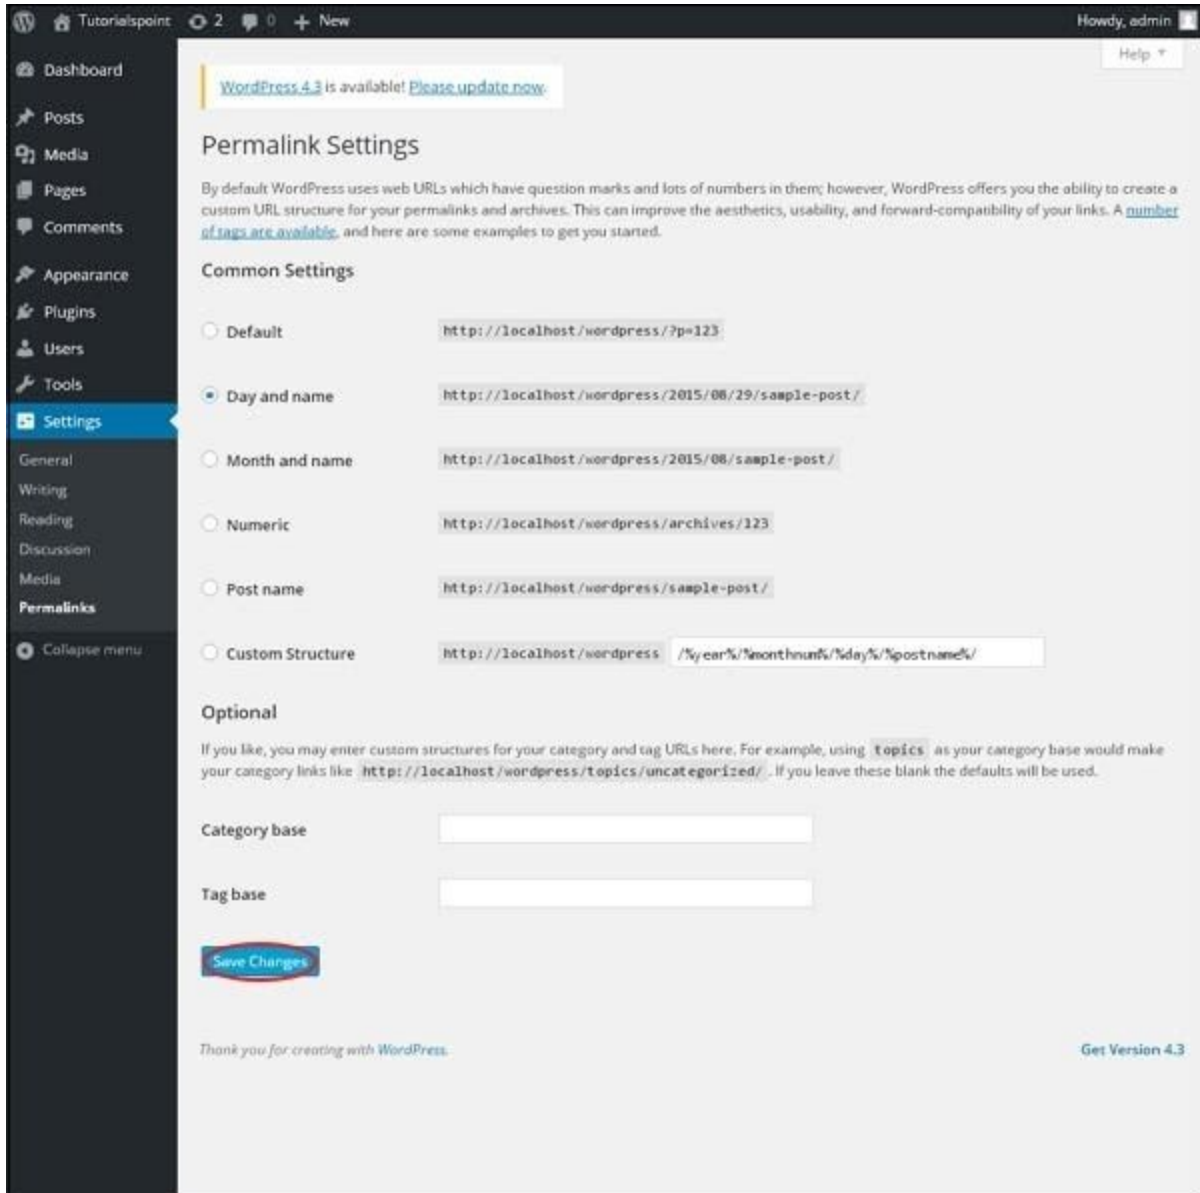 Tutorialspoint 2 0 + New Howdy, admin
Help
Dashboard
Posts
Media
Pages
Comments
Appearance
Plugins
Users
Tools
Settings
General
Writing
Reading
Discussion
Media
Permalinks
Collapse menu
WordPress 4.3 is available! Please update now.
Permalink Settings
By default WordPress uses web URLs which have question marks and lots of numbers in them; however, WordPress offers you the ability to create a
custom URL structure for your permalinks and archives. This can improve the aesthetics, usability, and forward-compatibility of your links. A number
of tags are available, and here are some examples to get you started.
Common Settings
Default http://localhost/wordpress/?p=123
Day and name http://localhost/wordpress/2015/08/29/sample-post/
Month and name http://localhost/wordpress/2015/08/sample-post/
Numeric http://localhost/wordpress/archives/123
Post name http://localhost/wordpress/sample-post/
Custom Structure http://localhost/wordpress /%year%/%monthnum%/%day%/%postname%/
Optional
If you like, you may enter custom structures for your category and tag URLs here. For example, using topics as your category base would make
your category links like http://localhost/wordpress/topics/uncategorized/ . If you leave these blank the defaults will be used.
Category base
Tag base
Save Changes
Thank you for creating with WordPress.
Get Version 4.3